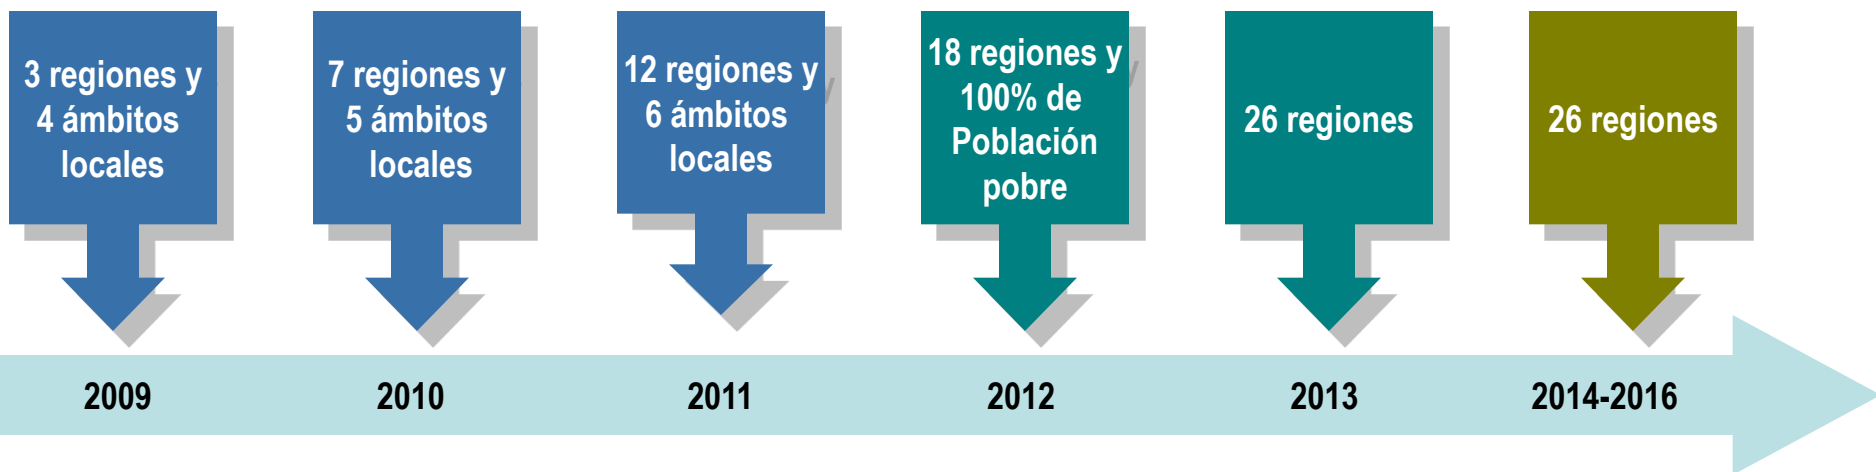 3 regiones y
4 ámbitos
locales
7 regiones y
5 ámbitos
locales
12 regiones y
6 ámbitos
locales
18 regiones y
100% de
Población
pobre
26 regiones
26 regiones
2009
2010
2011
2012
2013
2014-2016